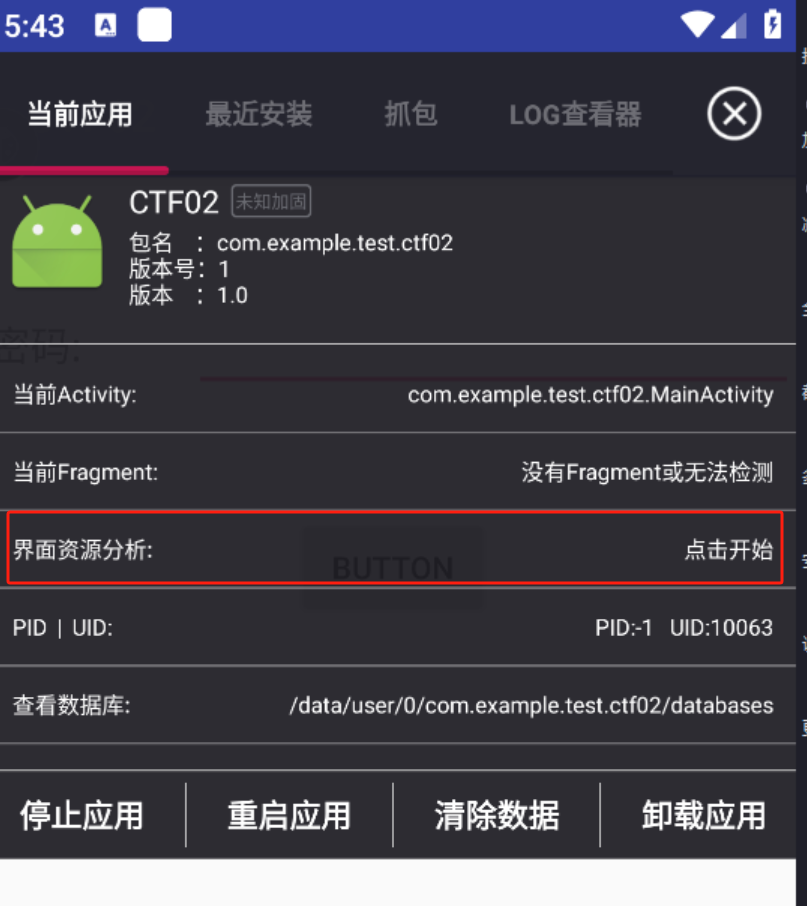 5:43 A
当前应用 最近安装 抓包 LOG查看器
CTF02 未知加固
包名 : com.example.test.ctf02
版本号: 1
版本 : 1.0
密码:
当前Activity: com.example.test.ctf02.MainActivity
当前Fragment: 没有Fragment或无法检测
界面资源分析: 点击开始
BUTTON
PID | UID: PID:-1 UID:10063
查看数据库: /data/user/0/com.example.test.ctf02/databases
停止应用 重启应用 清除数据 卸载应用